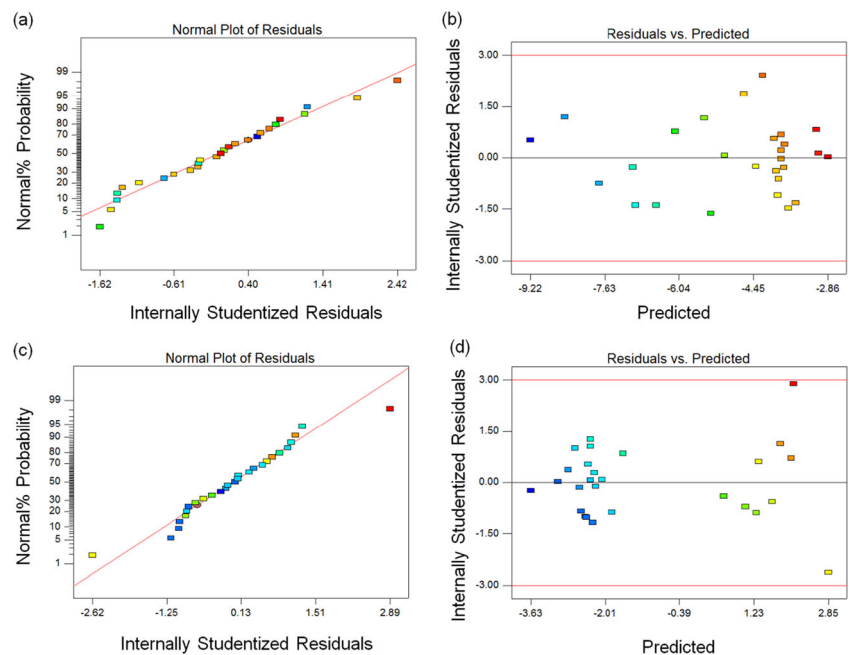 (a)
Normal Plot of Residuals
Normal% Probability
99
95
90
80
70
50
30
20
10
5
1
-1.62 -0.61 0.40 1.41 2.42
Internally Studentized Residuals
(b)
Residuals vs. Predicted
Internally Studentized Residuals
3.00
1.50
0.00
-1.50
-3.00
-9.22 -7.63 -6.04 -4.45 -2.86
Predicted
(c)
Normal Plot of Residuals
Normal% Probability
99
95
90
80
70
50
30
20
10
5
1
-2.62 -1.25 0.13 1.51 2.89
Internally Studentized Residuals
(d)
Residuals vs. Predicted
Internally Studentized Residuals
3.00
1.50
0.00
-1.50
-3.00
-3.63 -2.01 -0.39 1.23 2.85
Predicted